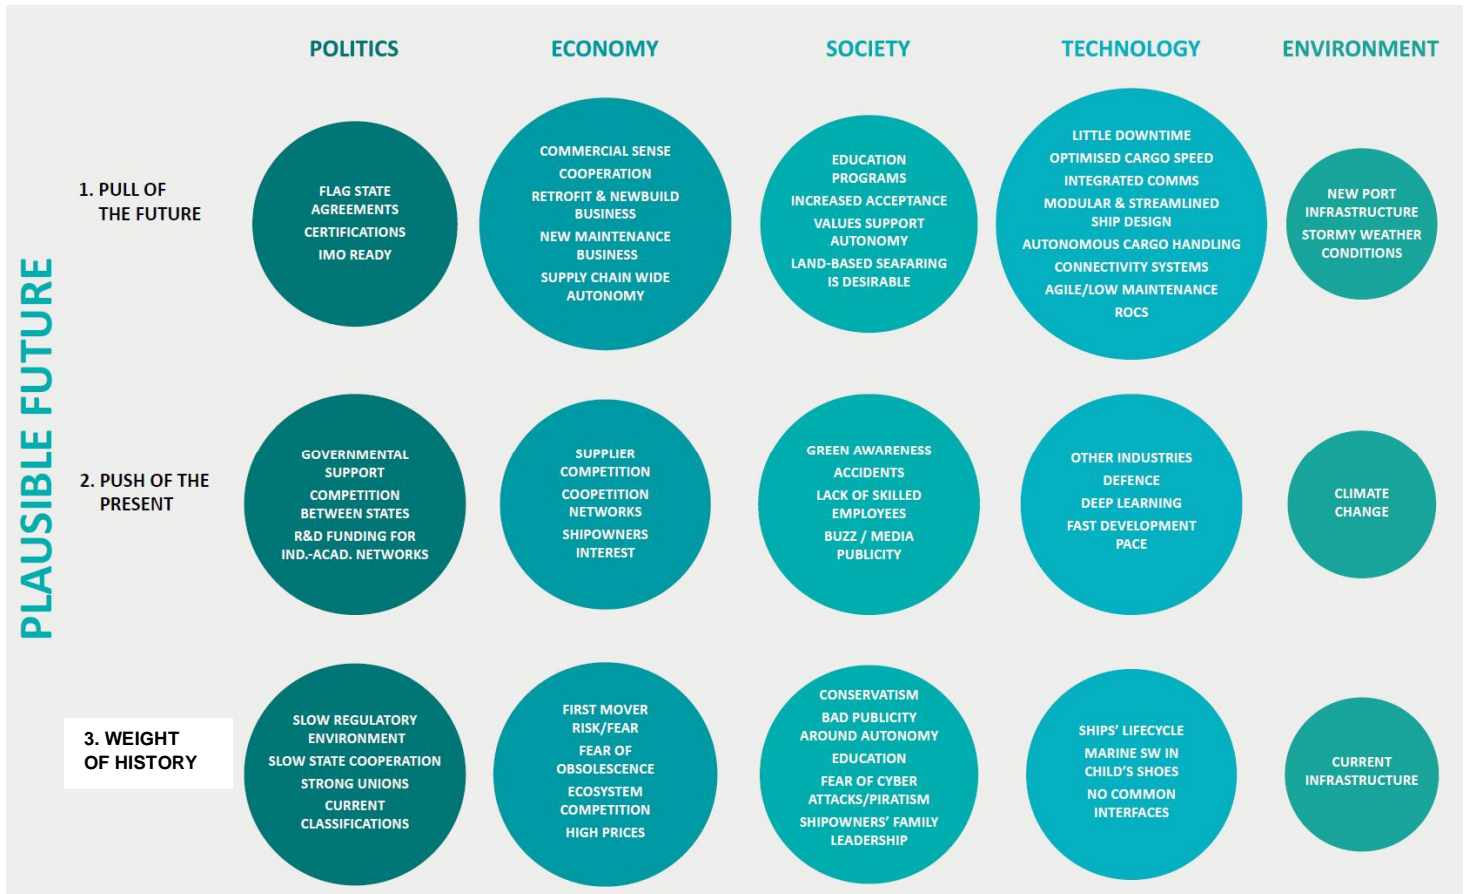 POLITICS
ECONOMY
SOCIETY
TECHNOLOGY
ENVIRONMENT
PLAUSIBLE FUTURE
1. PULL OF
THE FUTURE
FLAG STATE
AGREEMENTS
CERTIFICATIONS
IMO READY
COMMERCIAL SENSE
COOPERATION
RETROFIT & NEWBUILD
BUSINESS
NEW MAINTENANCE
BUSINESS
SUPPLY CHAIN WIDE
AUTONOMY
EDUCATION
PROGRAMS
INCREASED ACCEPTANCE
VALUES SUPPORT
AUTONOMY
LAND-BASED SEAFARING
IS DESIRABLE
LITTLE DOWNTIME
OPTIMISED CARGO SPEED
INTEGRATED COMMS
MODULAR & STREAMLINED
SHIP DESIGN
AUTONOMOUS CARGO HANDLING
CONNECTIVITY SYSTEMS
AGILE/LOW MAINTENANCE
ROCS
NEW PORT
INFRASTRUCTURE
STORMY WEATHER
CONDITIONS
2. PUSH OF THE
PRESENT
GOVERNMENTAL
SUPPORT
COMPETITION
BETWEEN STATES
R&D FUNDING FOR
IND.-ACAD. NETWORKS
SUPPLIER
COMPETITION
COOPETITION
NETWORKS
SHIPOWNERS
INTEREST
GREEN AWARENESS
ACCIDENTS
LACK OF SKILLED
EMPLOYEES
BUZZ / MEDIA
PUBLICITY
OTHER INDUSTRIES
DEFENCE
DEEP LEARNING
FAST DEVELOPMENT
PACE
CLIMATE
CHANGE
3. WEIGHT
OF HISTORY
SLOW REGULATORY
ENVIRONMENT
SLOW STATE COOPERATION
STRONG UNIONS
CURRENT
CLASSIFICATIONS
FIRST MOVER
RISK/FEAR
FEAR OF
OBSOLESCENCE
ECOSYSTEM
COMPETITION
HIGH PRICES
CONSERVATISM
BAD PUBLICITY
AROUND AUTONOMY
EDUCATION
FEAR OF CYBER
ATTACKS/PIRATISM
SHIPOWNERS' FAMILY
LEADERSHIP
SHIPS' LIFECYCLE
MARINE SW IN
CHILD'S SHOES
NO COMMON
INTERFACES
CURRENT
INFRASTRUCTURE